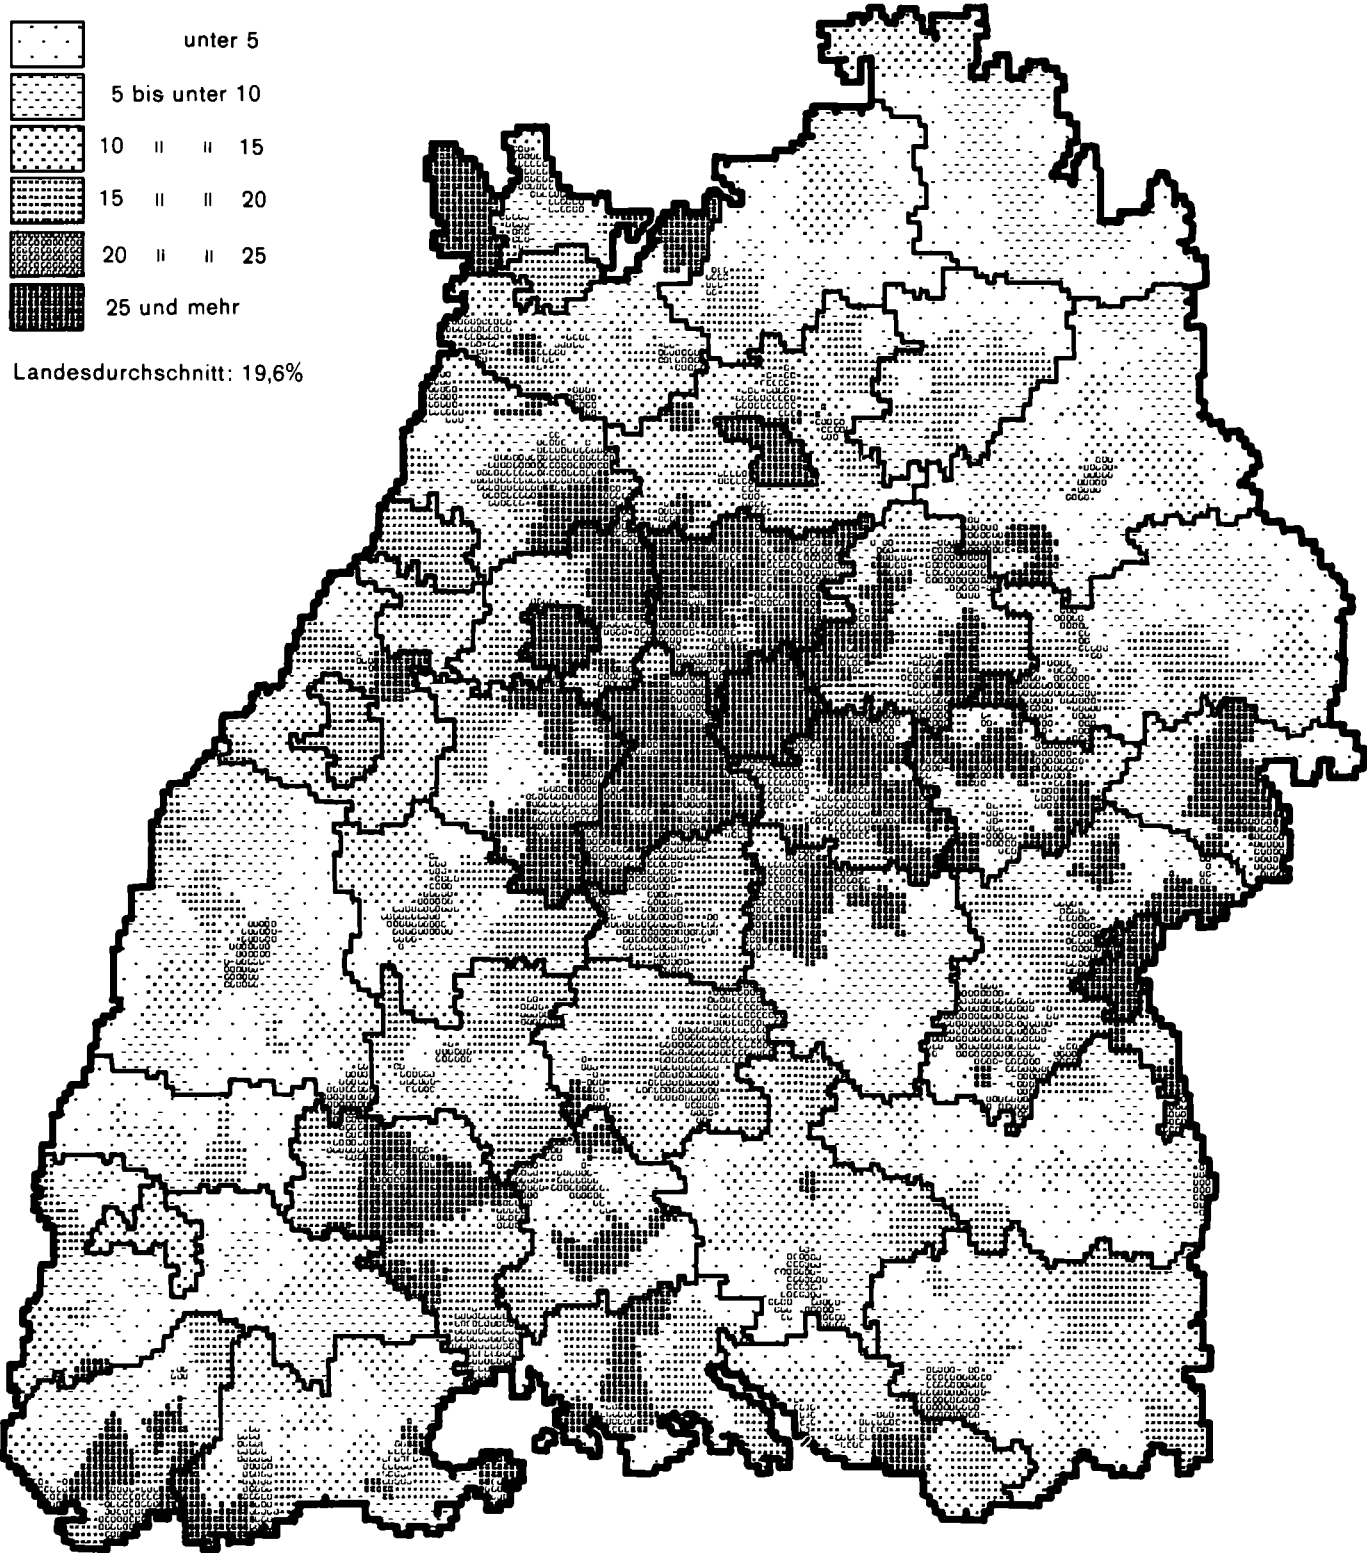 unter 5
5 bis unter 10
10 " " 15
15 " " 20
20 " " 25
25 und mehr
Landesdurchschnitt: 19,6%